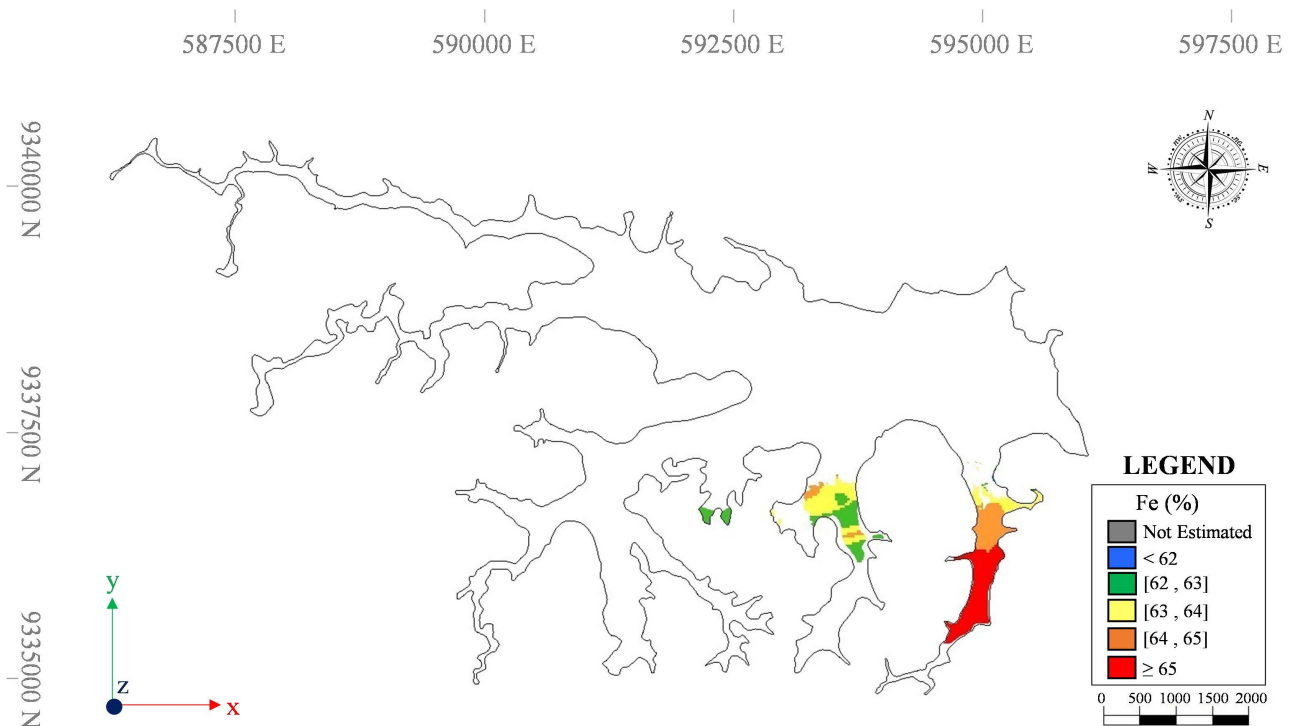 587500 E
590000 E
592500 E
595000 E
597500 E
9340000 N
9337500 N
9335000 N
N
W
E
S
LEGEND
Fe (%)
Not Estimated
< 62
[62 , 63]
[63 , 64]
[64 , 65]
≥ 65
0 500 1000 1500 2000
y
z
x